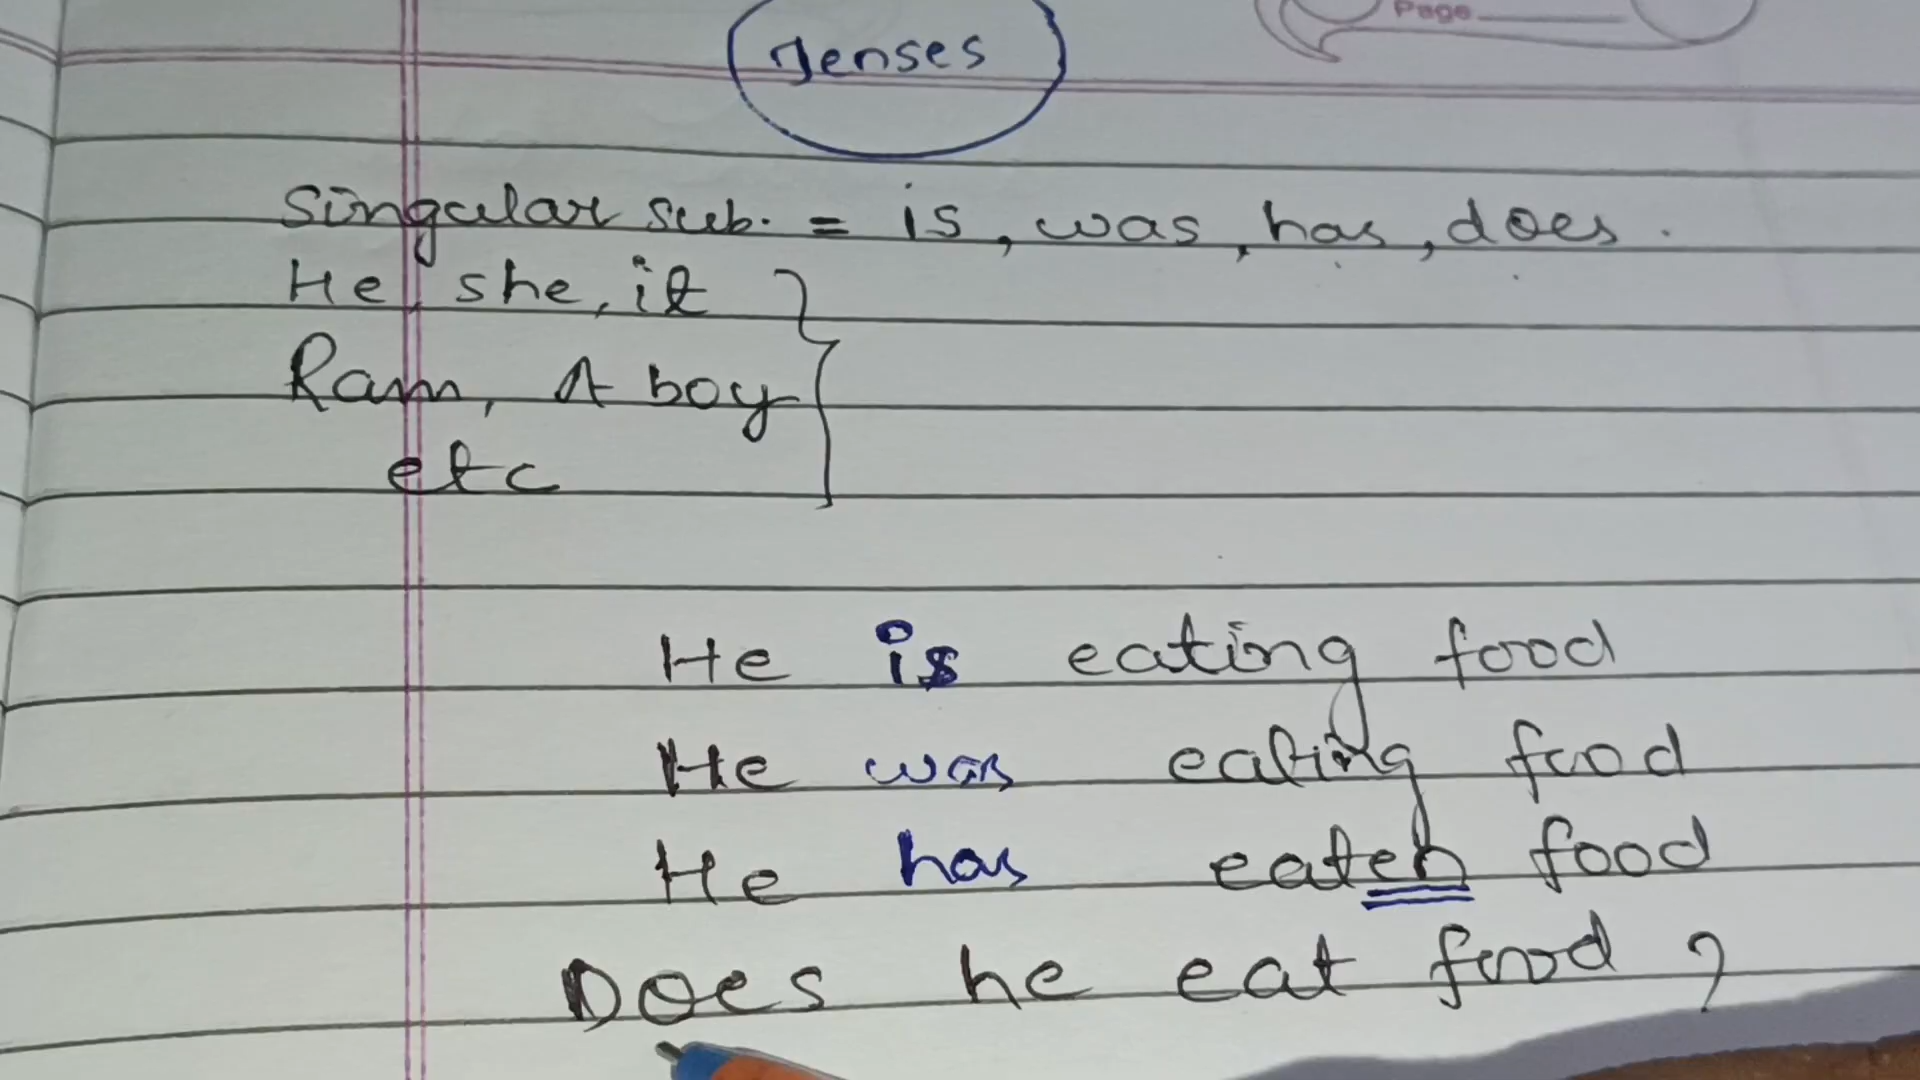 Page
Tenses
Singular sub. = is, was, has, does.
He, she, it
Ram, A boy
etc
He is eating food
He was eating food
He has eaten food
Does he eat food ?